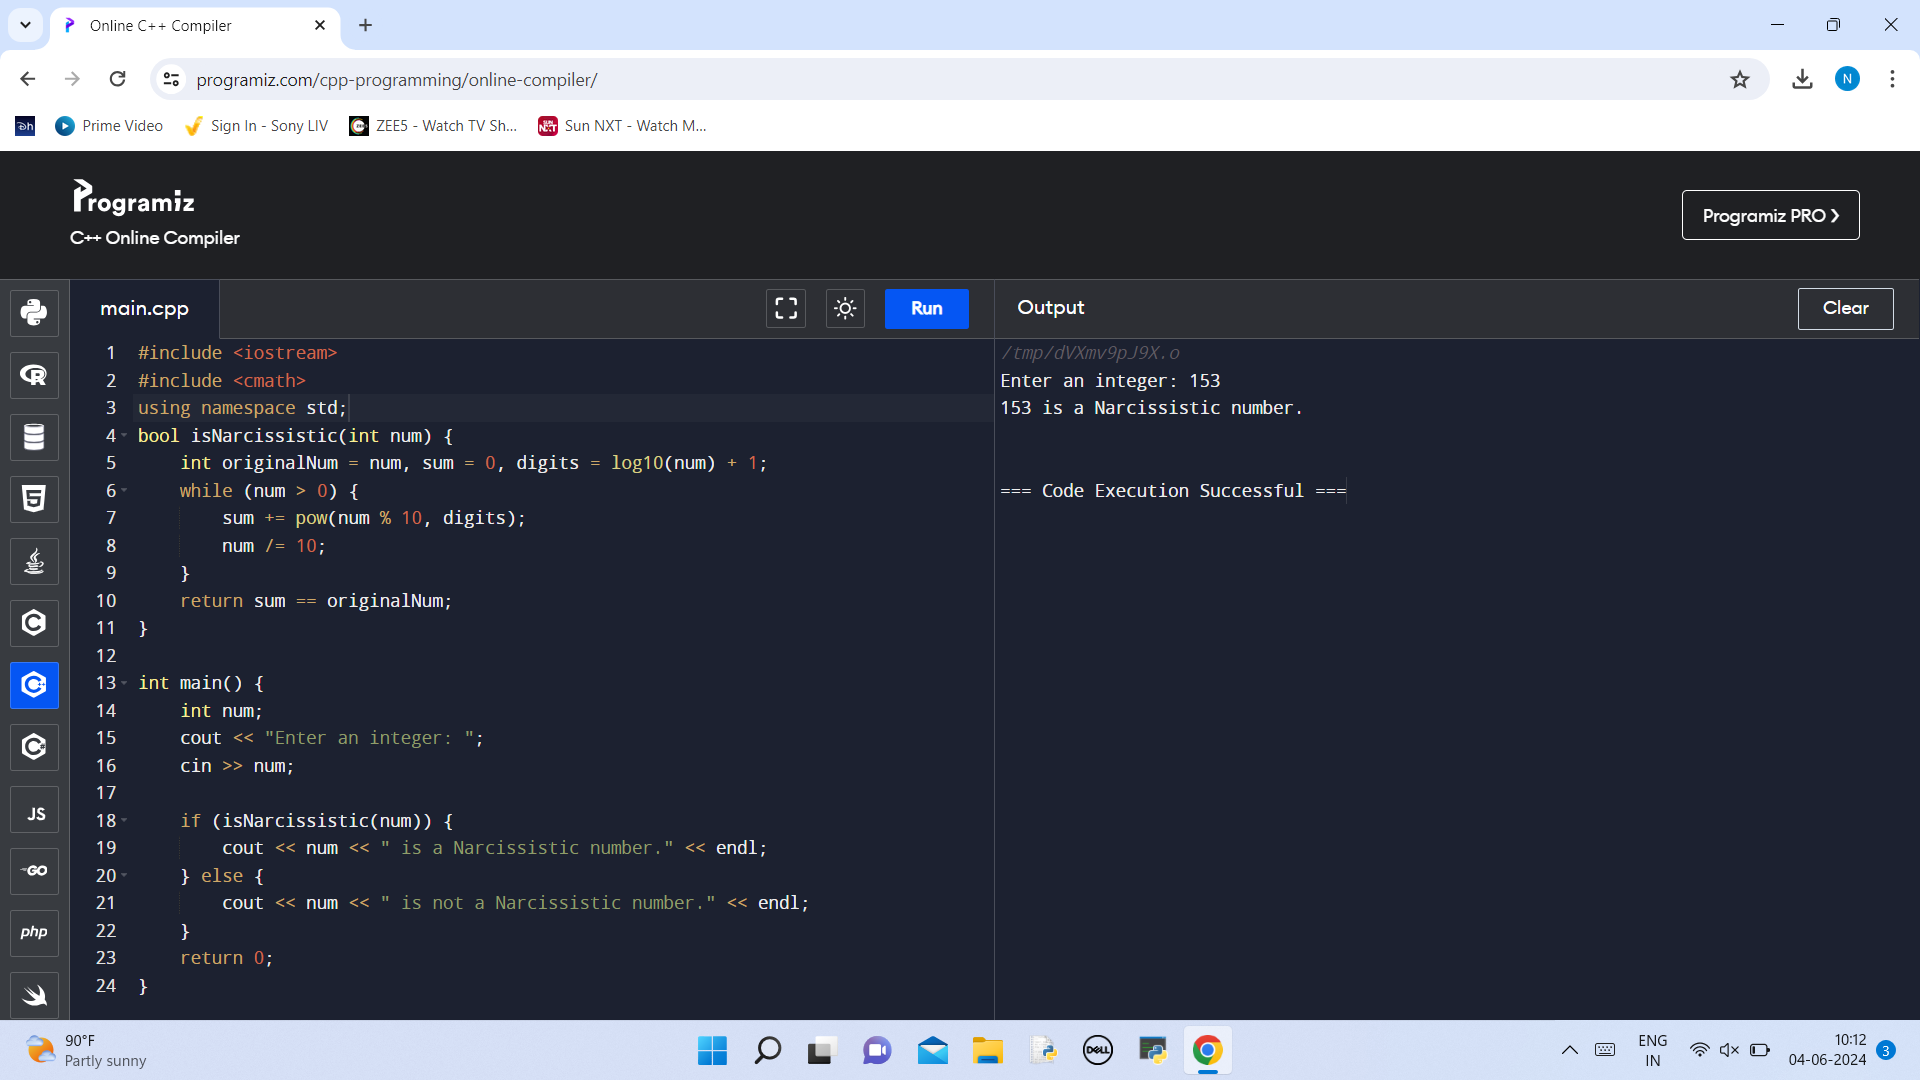 Online C++ Compiler
programiz.com/cpp-programming/online-compiler/
Prime Video
Sign In - Sony LIV
ZEE5 - Watch TV Sh...
Sun NXT - Watch M...
N
Programiz
C++ Online Compiler
Programiz PRO ❯
main.cpp
Run
Output
Clear
1 #include <iostream>
2 #include <cmath>
3 using namespace std;
4 bool isNarcissistic(int num) {
5 int originalNum = num, sum = 0, digits = log10(num) + 1;
6 while (num > 0) {
7 sum += pow(num % 10, digits);
8 num /= 10;
9 }
10 return sum == originalNum;
11 }
12
13 int main() {
14 int num;
15 cout << "Enter an integer: ";
16 cin >> num;
17
18 if (isNarcissistic(num)) {
19 cout << num << " is a Narcissistic number." << endl;
20 } else {
21 cout << num << " is not a Narcissistic number." << endl;
22 }
23 return 0;
24 }
/tmp/dVXmv9pJ9X.o
Enter an integer: 153
153 is a Narcissistic number.
=== Code Execution Successful ===
JS
GO
php
90°F
Partly sunny
DELL
ENG
IN
10:12
04-06-2024
3